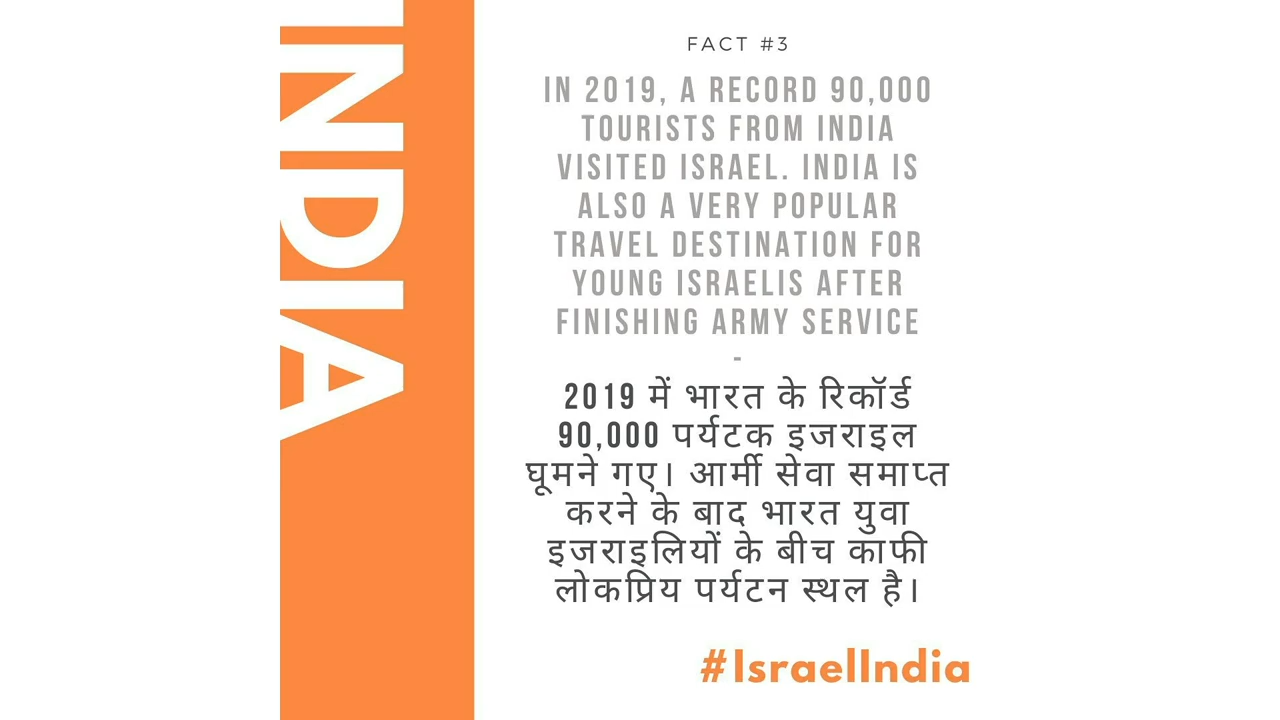 INDIA
FACT #3
IN 2019, A RECORD 90,000
TOURISTS FROM INDIA
VISITED ISRAEL. INDIA IS
ALSO A VERY POPULAR
TRAVEL DESTINATION FOR
YOUNG ISRAELIS AFTER
FINISHING ARMY SERVICE
-
2019 में भारत के रिकॉर्ड
90,000 पर्यटक इजराइल
घूमने गए। आर्मी सेवा समाप्त
करने के बाद भारत युवा
इजराइलियों के बीच काफी
लोकप्रिय पर्यटन स्थल है।
#IsraelIndia